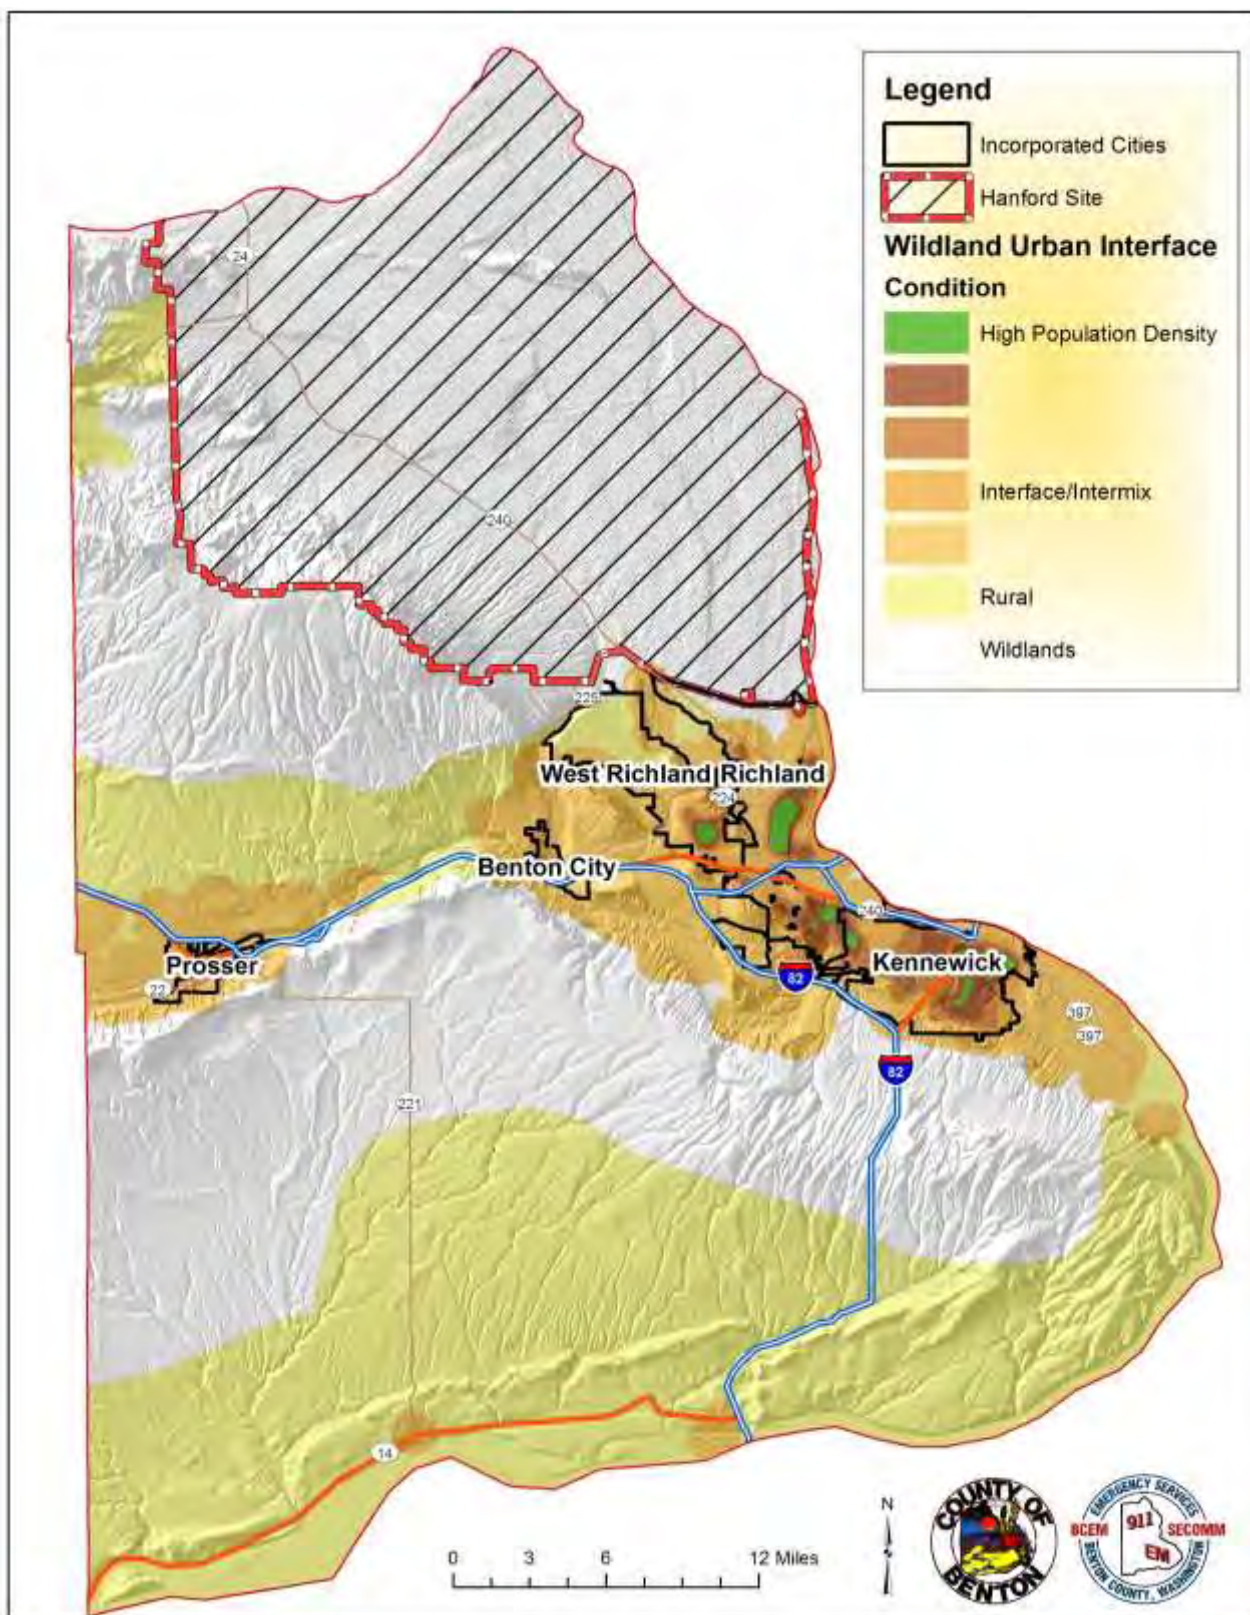 Legend
Incorporated Cities
Hanford Site
Wildland Urban Interface
Condition
High Population Density
Interface/Intermix
Rural
Wildlands
24
240
225
West Richland
Richland
224
Benton City
240
Prosser
22
82
Kennewick
397
397
82
221
14
0 3 6 12 Miles
N
COUNTY OF
BENTON
EMERGENCY SERVICES
BCEM
911
SECOMM
EM
BENTON COUNTY, WASHINGTON